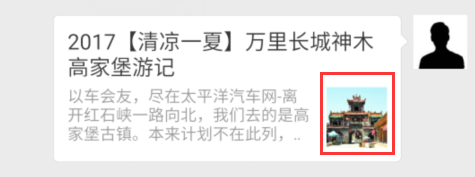 2017【清凉一夏】万里长城神木
高家堡游记
以车会友，尽在太平洋汽车网-离
开红石峡一路向北，我们去的是高
家堡古镇。本来计划不在此列，..